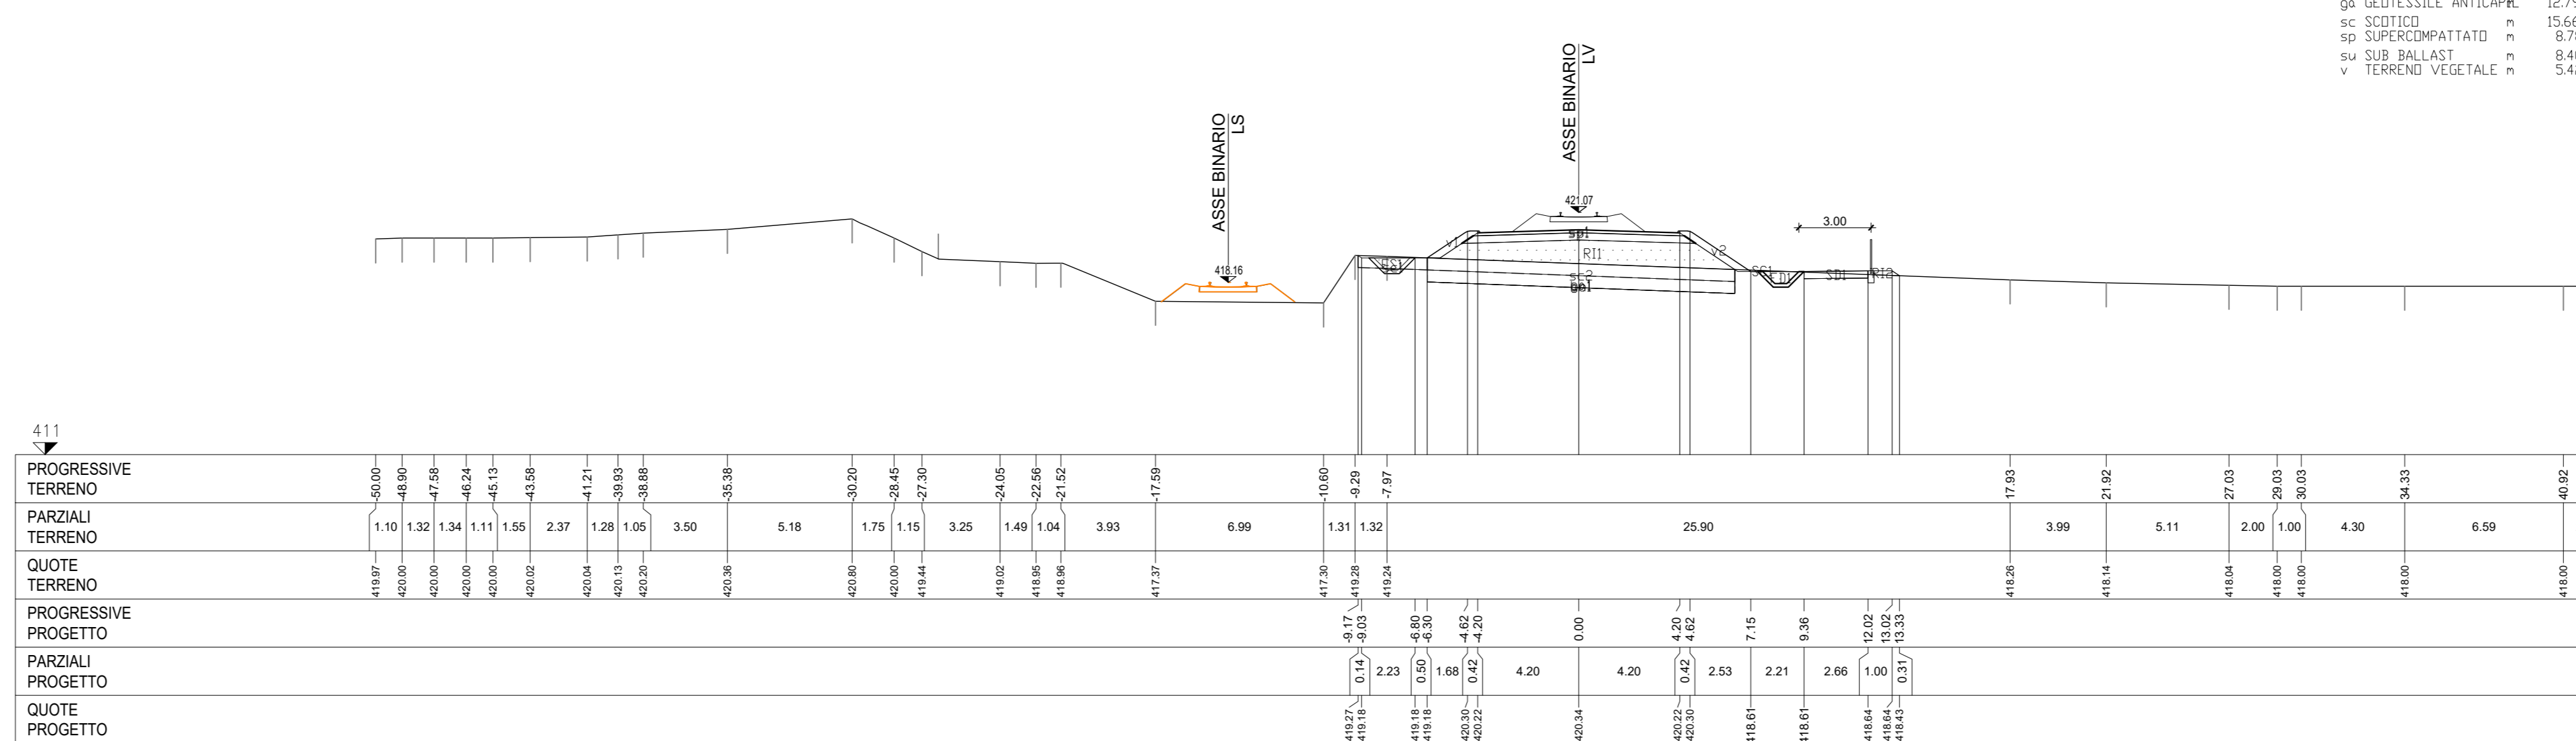 sc SCOTICO m
sp SUPERCOMPATTATO m
su SUB BALLAST m
v TERRENO VEGETALE m
ASSE BINARIO
LV
ASSE BINARIO
LS
421.07
418.16
3.00
v1
sp1
v2
RI1
SC1
SD1
RI2
411
PROGRESSIVE
TERRENO
-50.00 -48.90 -47.58 -46.24 -45.13 -43.58 -41.21 -39.93 -38.88 -35.38 -30.20 -28.45 -27.30 -24.05 -22.56 -21.52 -17.59 -10.60 -9.29 -7.97 17.93 21.92 27.03 29.03 30.03 34.33 40.92
PARZIALI
TERRENO
1.10 1.32 1.34 1.11 1.55 2.37 1.28 1.05 3.50 5.18 1.75 1.15 3.25 1.49 1.04 3.93 6.99 1.31 1.32 25.90 3.99 5.11 2.00 1.00 4.30 6.59
QUOTE
TERRENO
419.97 420.00 420.00 420.00 420.00 420.02 420.04 420.13 420.20 420.36 420.80 420.00 419.44 419.02 418.95 418.96 417.37 417.30 419.28 419.24 418.26 418.14 418.04 418.00 418.00 418.00 418.00
PROGRESSIVE
PROGETTO
-9.17 -9.03 -6.80 -6.30 -4.62 -4.20 0.00 4.20 4.62 7.15 9.36 12.02 13.02 13.33
PARZIALI
PROGETTO
0.14 2.23 0.50 1.68 0.42 4.20 4.20 0.42 2.53 2.21 2.66 1.00 0.31
QUOTE
PROGETTO
419.27 419.18 419.18 419.18 420.30 420.22 420.34 420.22 420.30 418.61 418.61 418.64 418.64 418.43